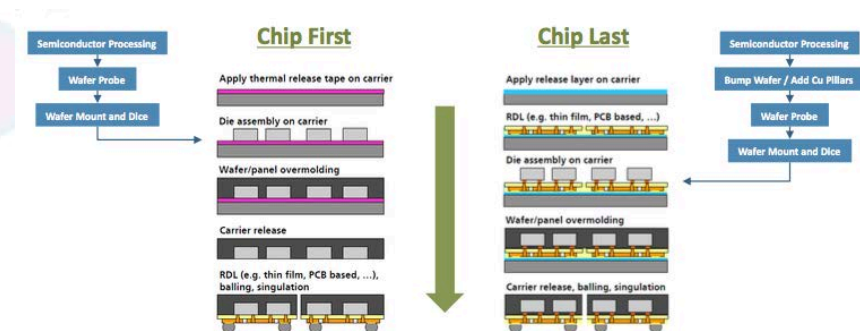 Chip First
Chip Last
Semiconductor Processing
Wafer Probe
Wafer Mount and Dice
Apply thermal release tape on carrier
Die assembly on carrier
Wafer/panel overmolding
Carrier release
RDL (e.g. thin film, PCB based, ...),
balling, singulation
Apply release layer on carrier
RDL (e.g. thin film, PCB based, ...)
Die assembly on carrier
Wafer/panel overmolding
Carrier release, balling, singulation
Semiconductor Processing
Bump Wafer / Add Cu Pillars
Wafer Probe
Wafer Mount and Dice